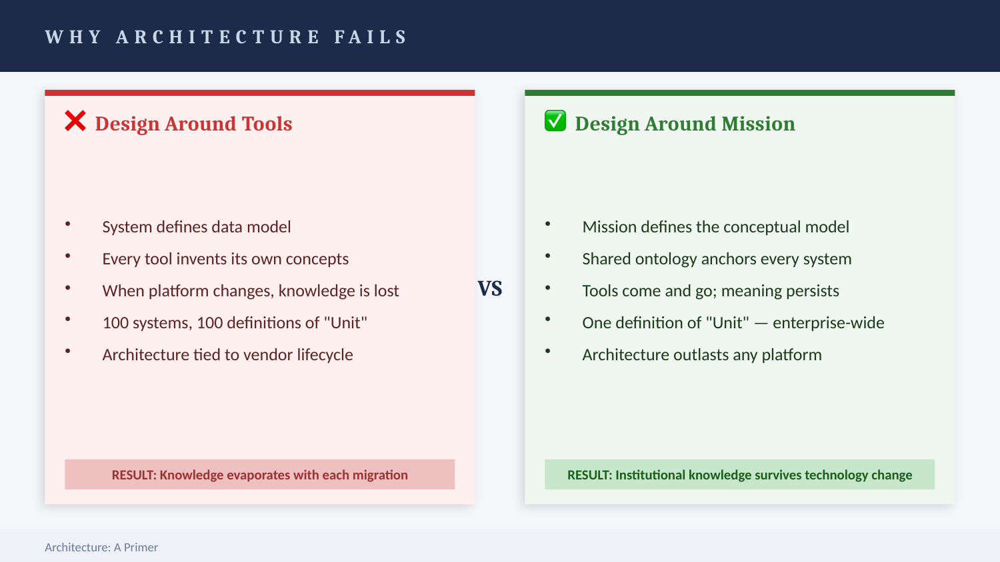 WHY ARCHITECTURE FAILS
❌ Design Around Tools
• System defines data model
• Every tool invents its own concepts
• When platform changes, knowledge is lost
• 100 systems, 100 definitions of "Unit"
• Architecture tied to vendor lifecycle
RESULT: Knowledge evaporates with each migration
VS
✅ Design Around Mission
• Mission defines the conceptual model
• Shared ontology anchors every system
• Tools come and go; meaning persists
• One definition of "Unit" — enterprise-wide
• Architecture outlasts any platform
RESULT: Institutional knowledge survives technology change
Architecture: A Primer